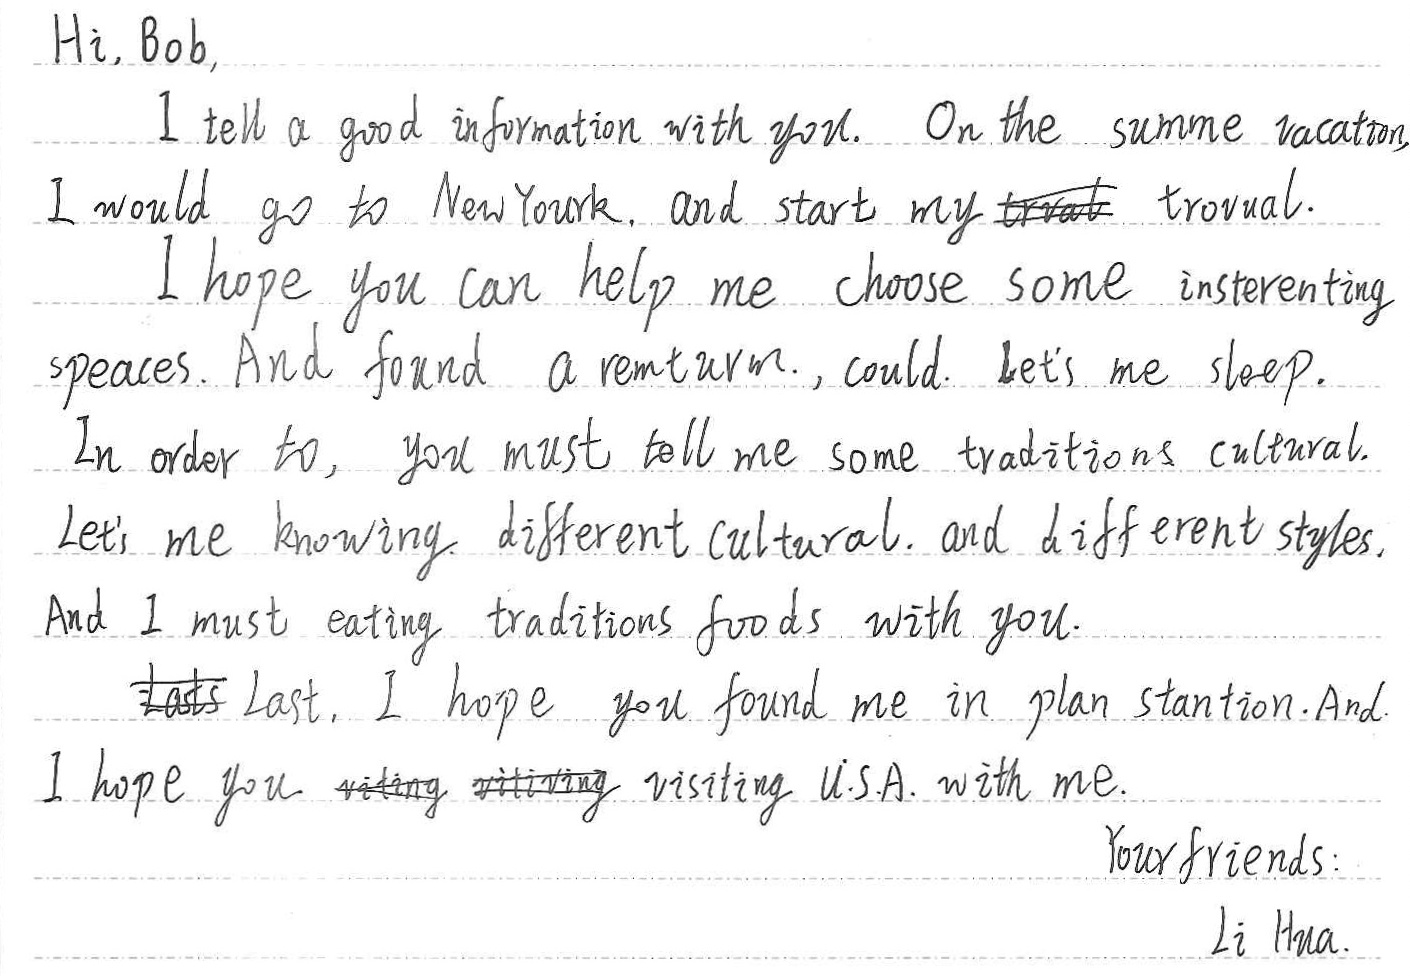 Hi, Bob,
I tell a good information with you. On the summe vacation,
I would go to New Yourk, and start my trovual.
I hope you can help me choose some insterenting
speaces. And found a remturm., could. Let's me sleep.
In order to, you must tell me some traditions cultural.
Let's me knowing. different cultural. and different styles.
And I must eating traditions foods with you.
Last, I hope you found me in plan stantion. And.
I hope you visiting U.S.A. with me.
Your friends:
Li Hua.